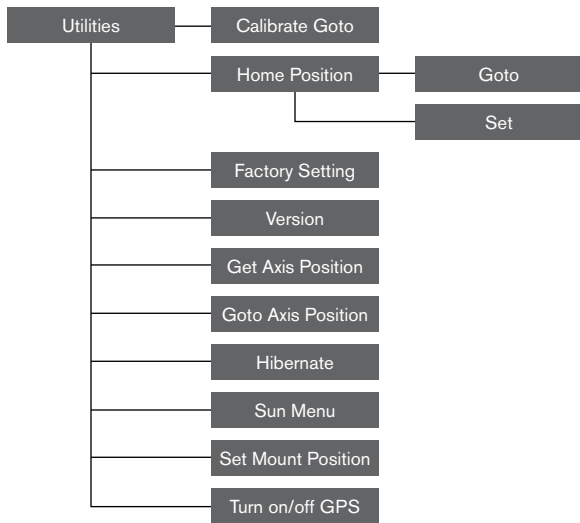 Utilities
Calibrate Goto
Home Position
Goto
Set
Factory Setting
Version
Get Axis Position
Goto Axis Position
Hibernate
Sun Menu
Set Mount Position
Turn on/off GPS